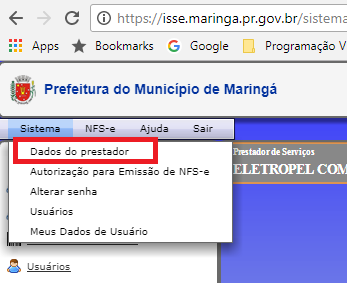 https://isse.maringa.pr.gov.br/sistema
Apps Bookmarks Google Programação V
Prefeitura do Município de Maringá
Sistema NFS-e Ajuda Sair
Dados do prestador
Prestador de Serviços
Autorização para Emissão de NFS-e
ELETROPEL COM
Alterar senha
Usuários
Meus Dados de Usuário
Usuários